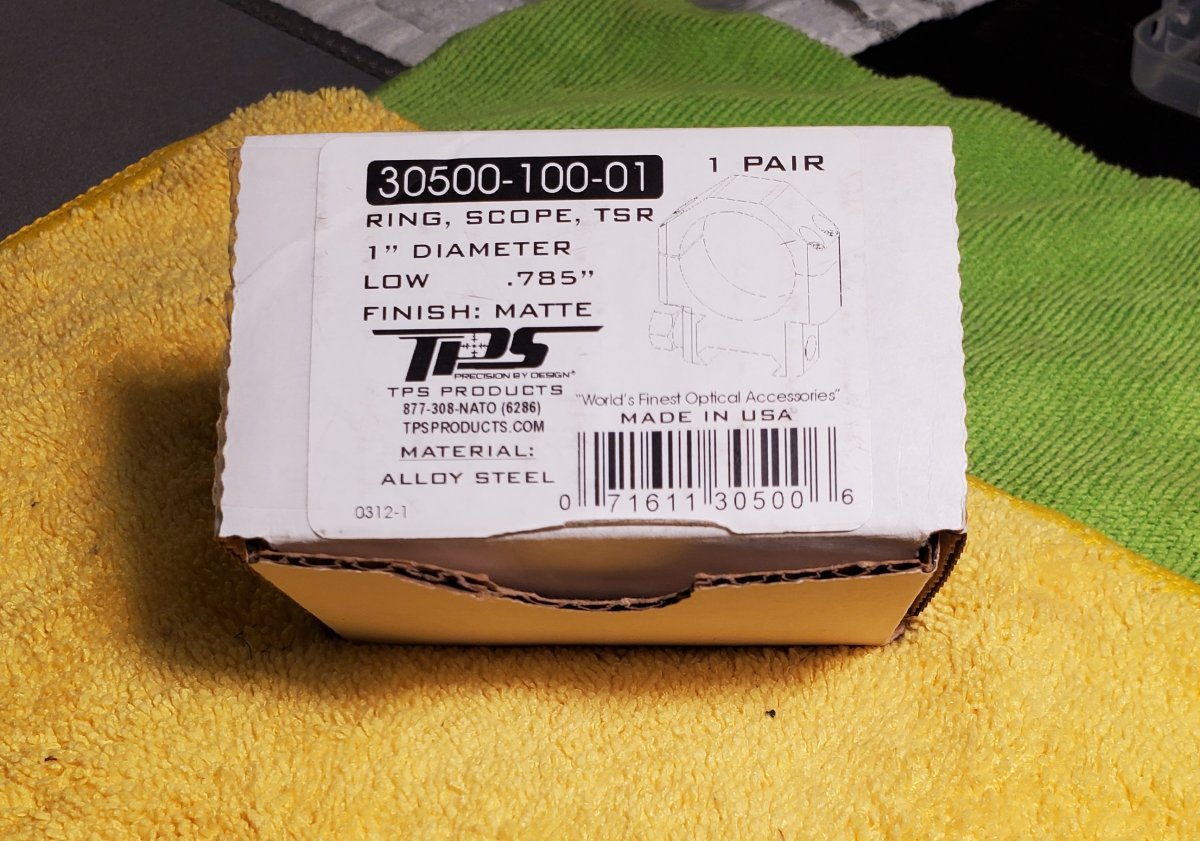 30500-100-01
1 PAIR
RING, SCOPE, TSR
1" DIAMETER
LOW .785"
FINISH: MATTE
TPS
PRECISION BY DESIGN®
TPS PRODUCTS
877-308-NATO (6286)
TPSPRODUCTS.COM
"World's Finest Optical Accessories"
MADE IN USA
MATERIAL:
ALLOY STEEL
0 71611 30500 6
0312-1